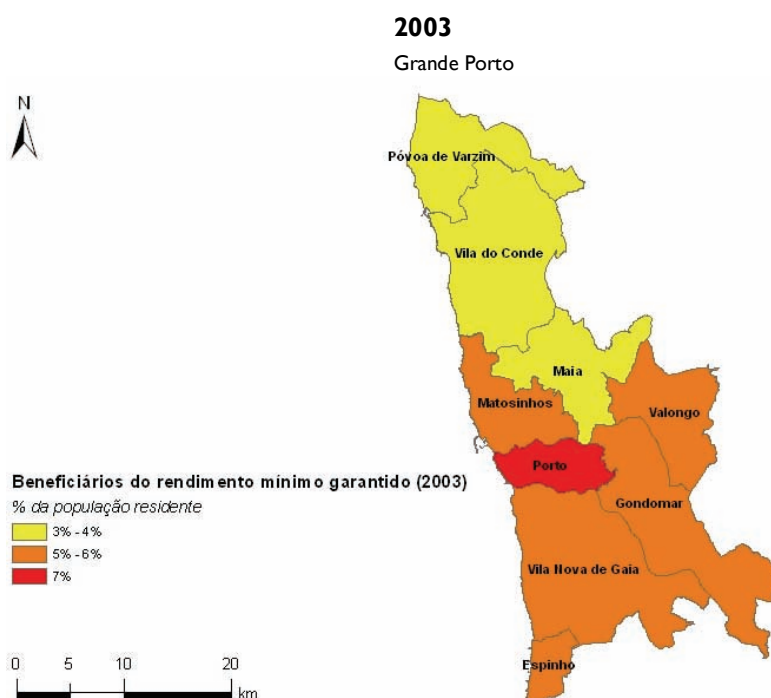 2003
Grande Porto
N
Póvoa de Varzim
Vila do Conde
Maia
Matosinhos
Valongo
Porto
Gondomar
Vila Nova de Gaia
Espinho
Beneficiários do rendimento mínimo garantido (2003)
% da população residente
3% - 4%
5% - 6%
7%
0 5 10 20
km